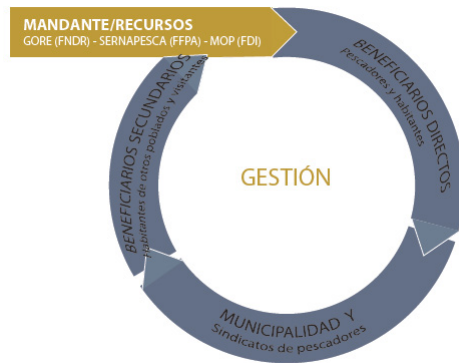 MANDANTE/RECURSOS
GORE (FNDR) - SERNAPESCA (FFPA) - MOP (FDI)
BENEFICIARIOS DIRECTOS
Pescadores y habitantes
GESTIÓN
MUNICIPALIDAD Y
Sindicatos de pescadores
BENEFICIARIOS SECUNDARIOS
Habitantes de otros poblados y visitantes